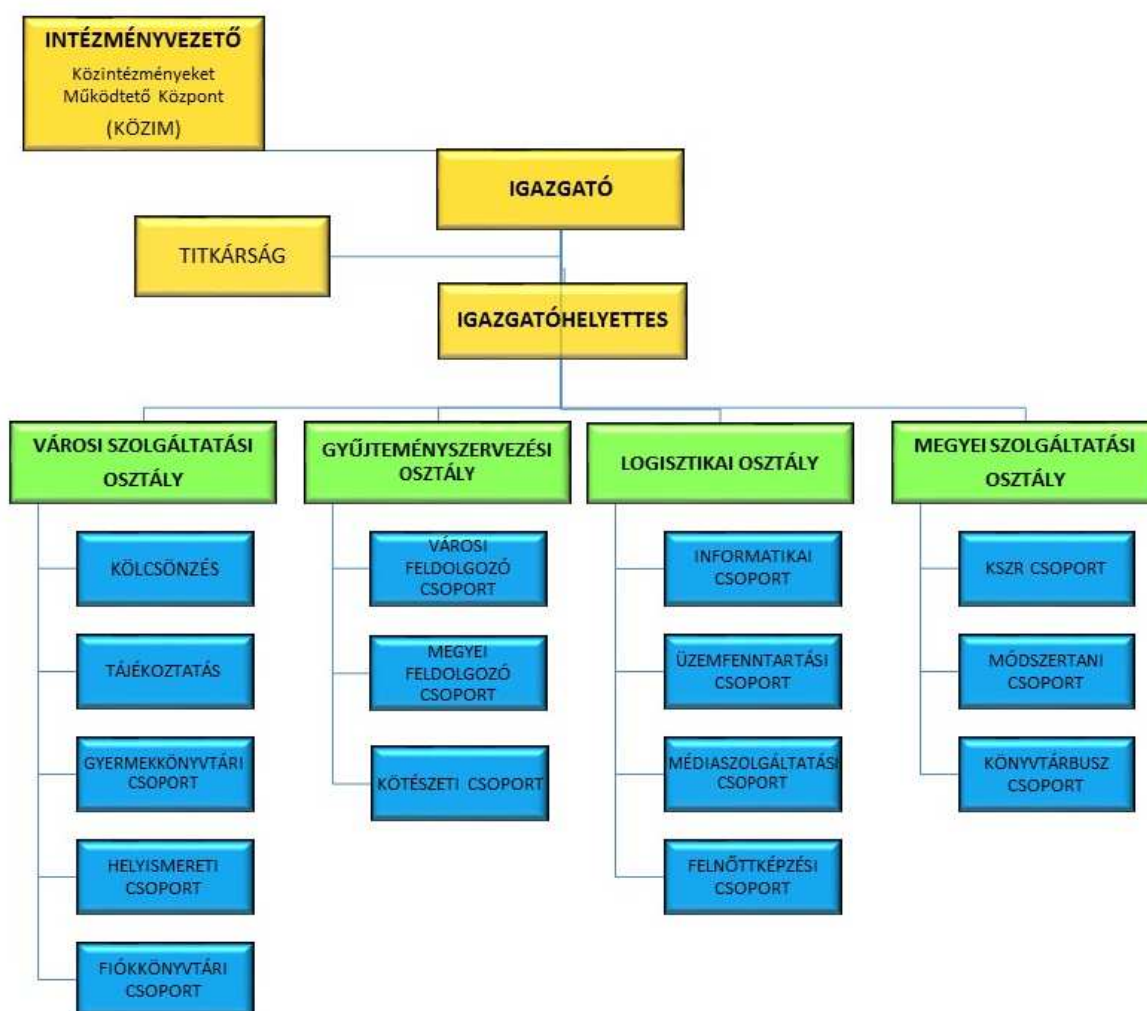 INTÉZMÉNYVEZETŐ
Közintézményeket
Működtető Központ
(KÖZIM)
IGAZGATÓ
TITKÁRSÁG
IGAZGATÓHELYETTES
VÁROSI SZOLGÁLTATÁSI
OSZTÁLY
KÖLCSÖNZÉS
TÁJÉKOZTATÁS
GYERMEKKÖNYVTÁRI
CSOPORT
HELYISMERETI
CSOPORT
FIÓKKÖNYVTÁRI
CSOPORT
GYŰJTEMÉNYSZERVEZÉSI
OSZTÁLY
VÁROSI
FELDOLGOZÓ
CSOPORT
MEGYEI
FELDOLGOZÓ
CSOPORT
KÖTÉSZETI CSOPORT
LOGISZTIKAI OSZTÁLY
INFORMATIKAI
CSOPORT
ÜZEMFENNTARTÁSI
CSOPORT
MÉDIASZOLGÁLTATÁSI
CSOPORT
FELNŐTTKÉPZÉSI
CSOPORT
MEGYEI SZOLGÁLTATÁSI
OSZTÁLY
KSZR CSOPORT
MÓDSZERTANI
CSOPORT
KÖNYVTÁRBUSZ
CSOPORT